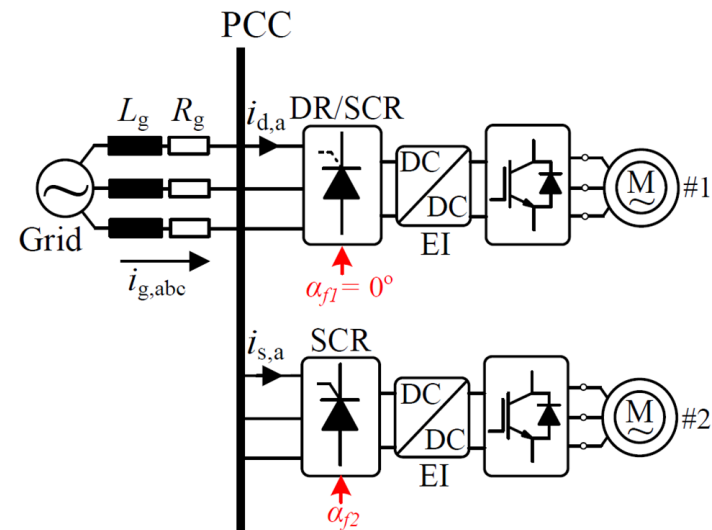 PCC
Lg Rg
id,a
DR/SCR
DC
DC
EI
M
#1
Grid
ig,abc
αf1= 0º
is,a
SCR
DC
DC
EI
M
#2
αf2